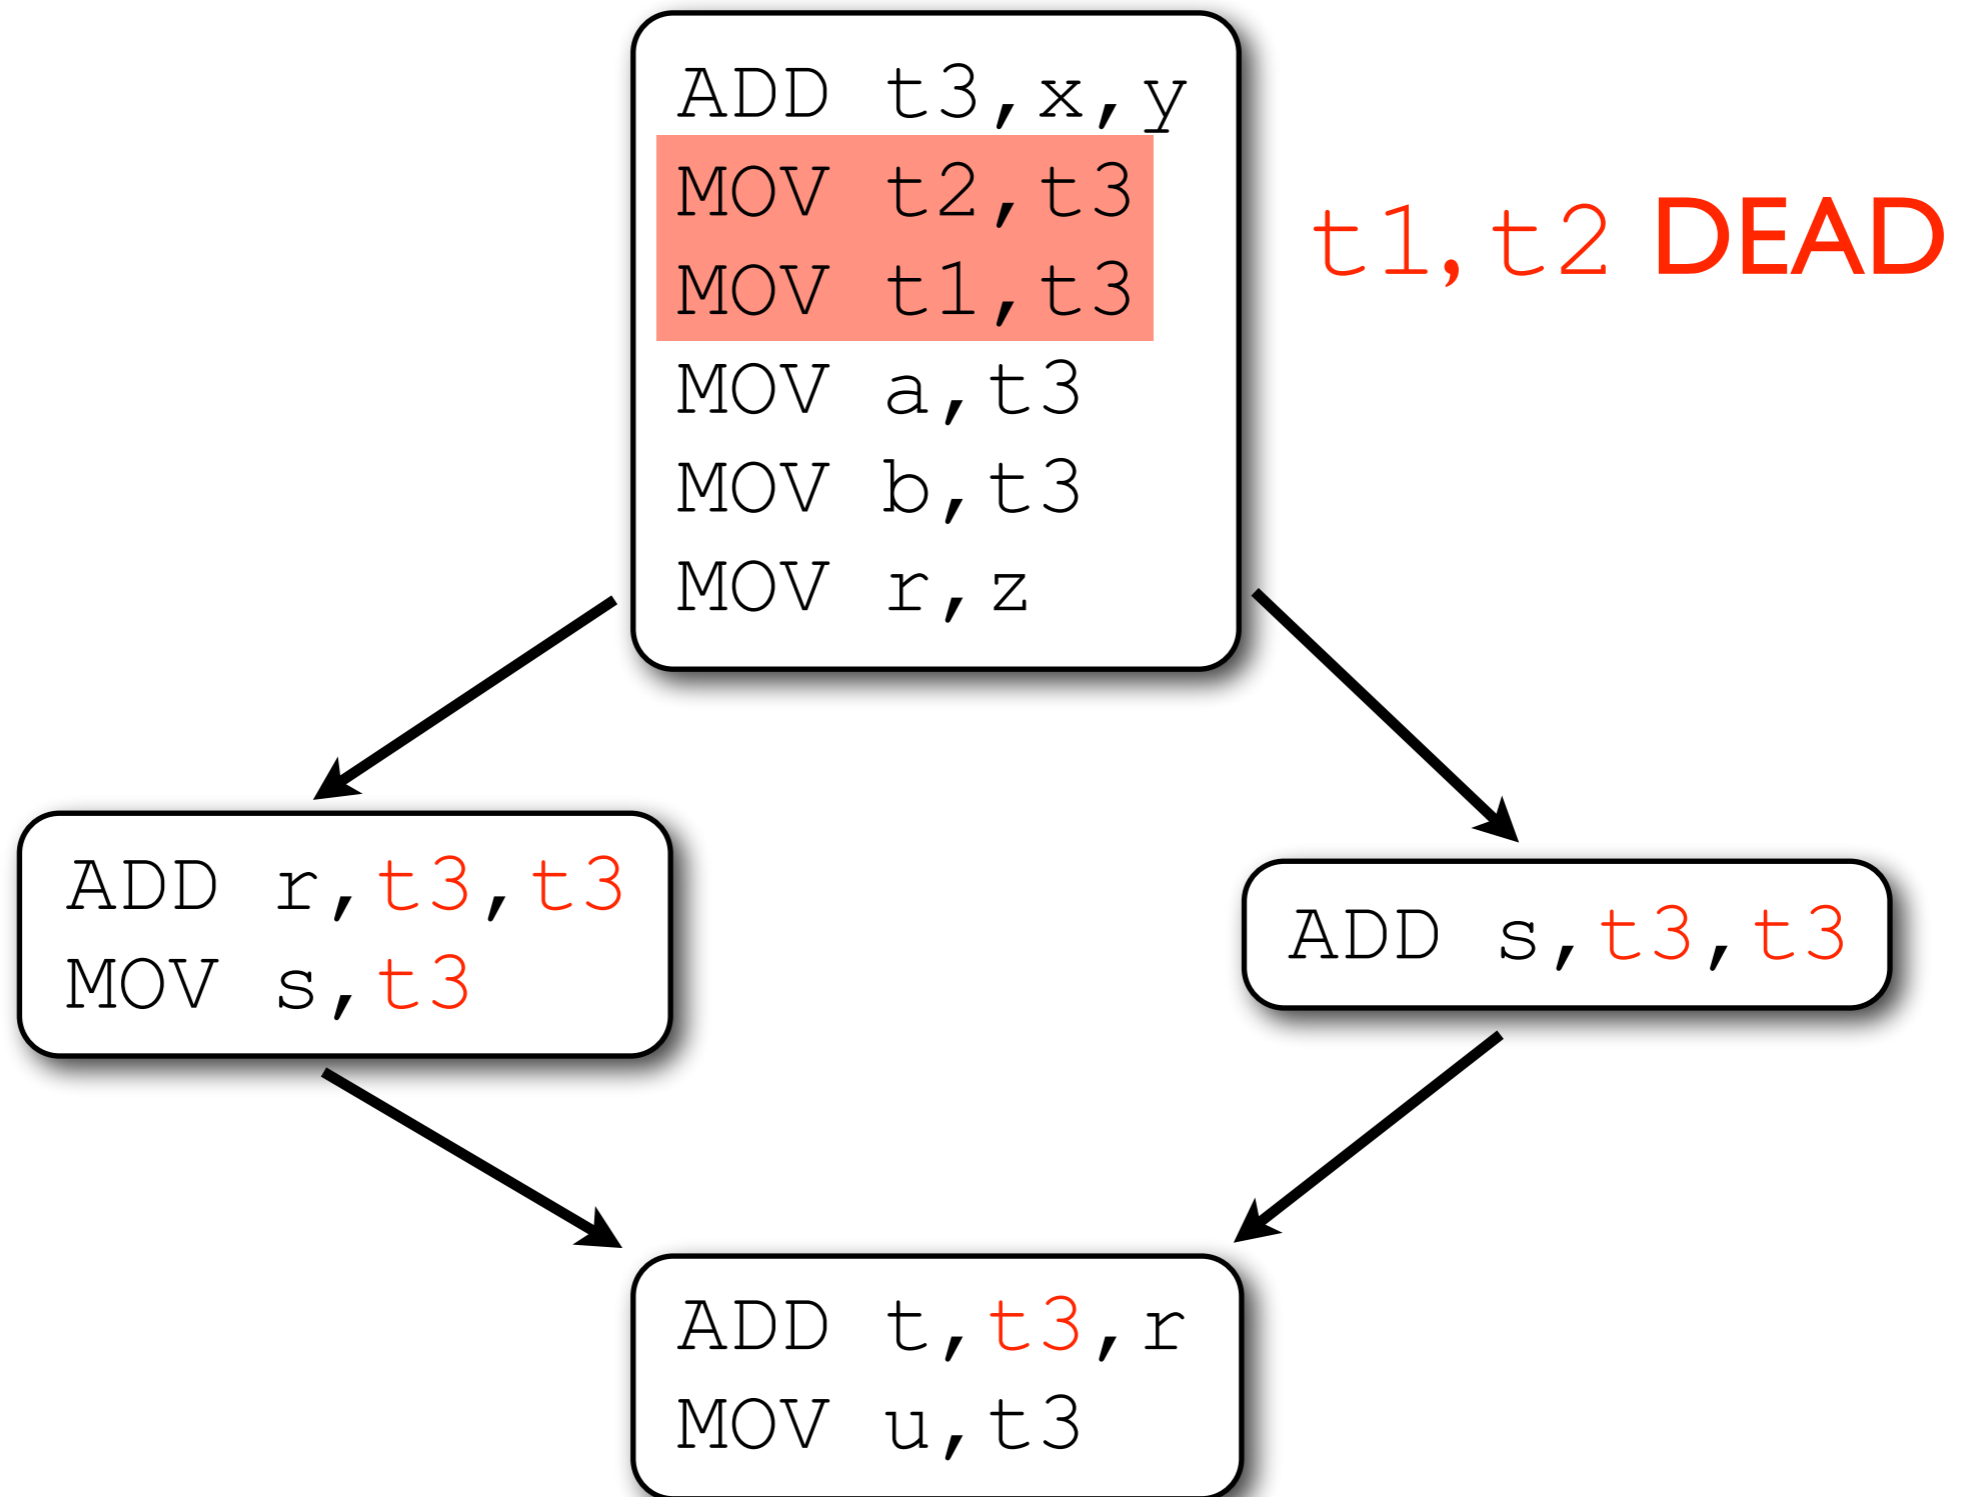 ADD t3,x,y
MOV t2,t3
MOV t1,t3
MOV a,t3
MOV b,t3
MOV r,z
t1,t2 DEAD
ADD r,t3,t3
MOV s,t3
ADD s,t3,t3
ADD t,t3,r
MOV u,t3